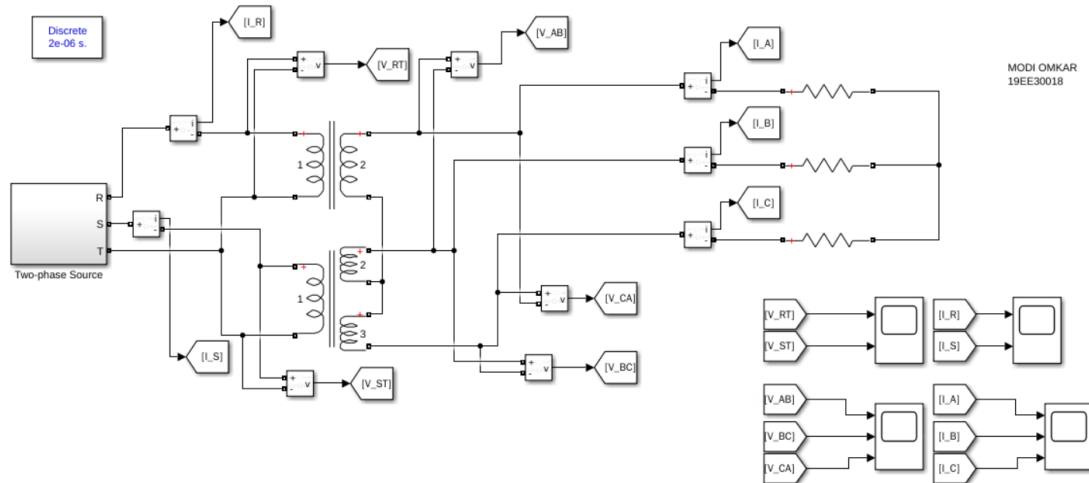 Discrete
2e-06 s.
[I_R]
[V_RT]
[V_AB]
[I_A]
MODI OMKAR
19EE30018
+ v -
+ v -
+ i -
[I_B]
+ i -
1
2
+ i -
[I_C]
R
S
T
+ i -
+ i -
Two-phase Source
1
2
3
+ v -
[V_CA]
[I_S]
+ v -
[V_BC]
+ v -
[V_ST]
[V_RT]
[I_R]
[V_ST]
[I_S]
[V_AB]
[I_A]
[V_BC]
[I_B]
[V_CA]
[I_C]